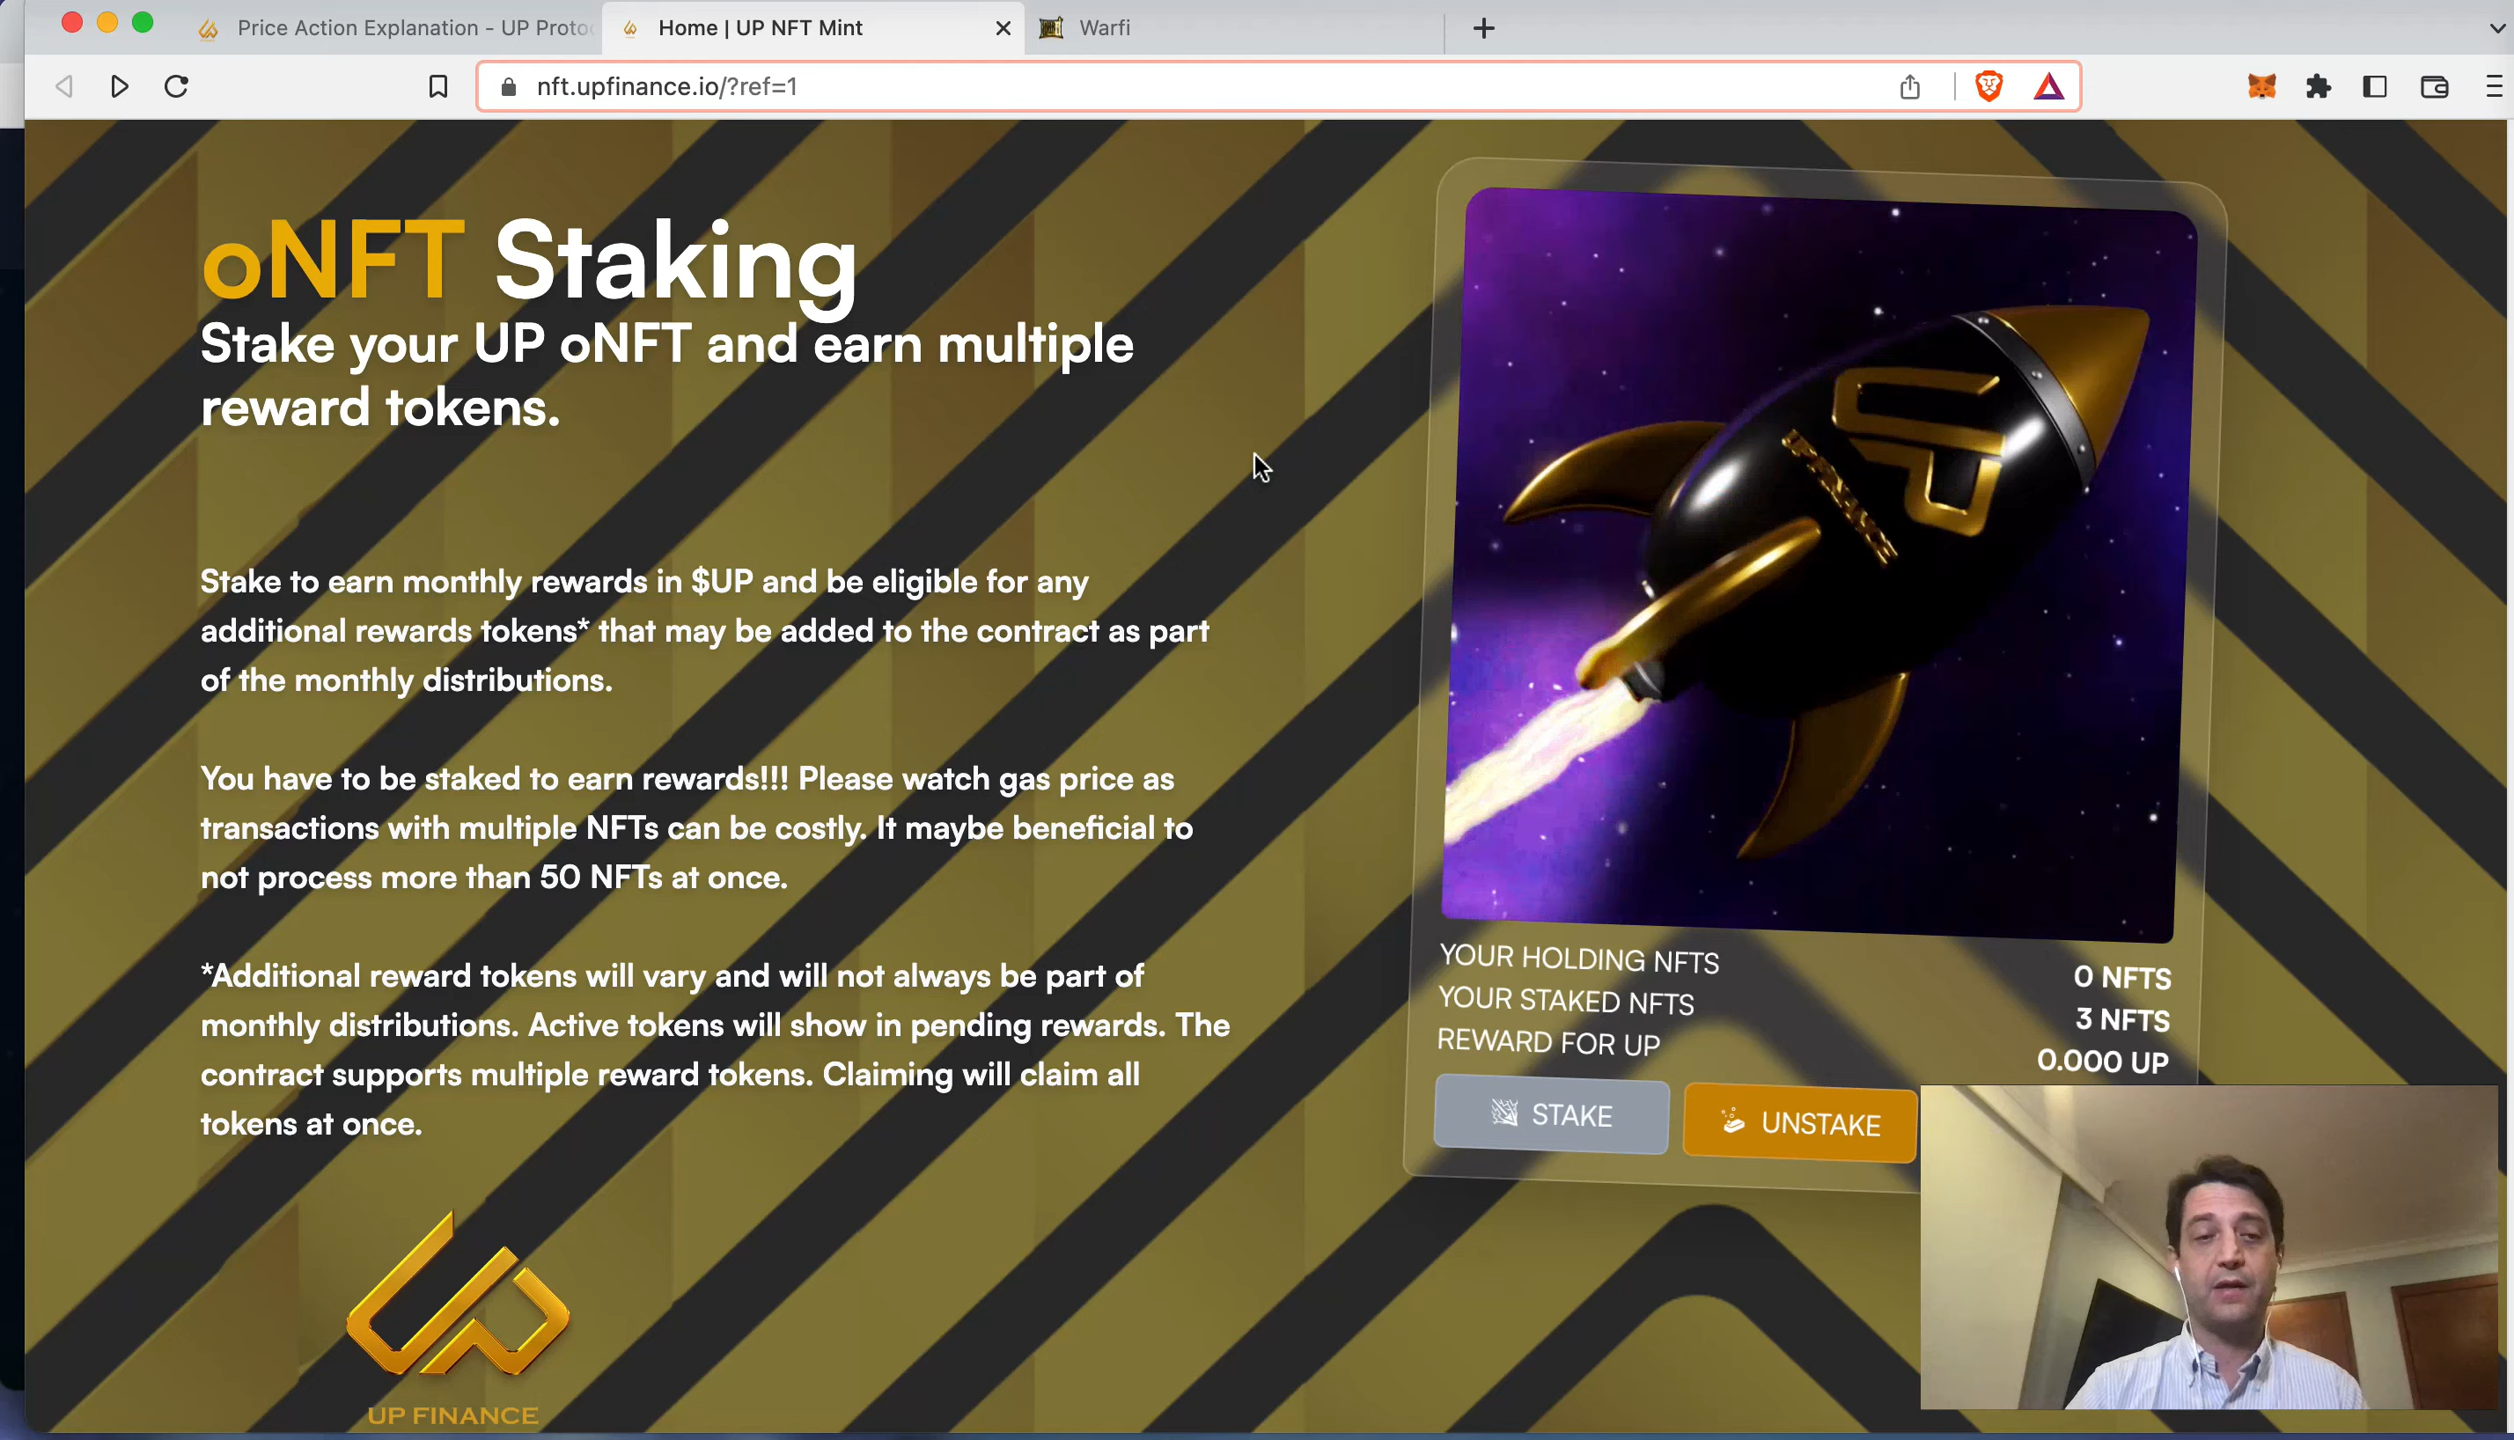 Price Action Explanation - UP Proto
Home | UP NFT Mint
Warfi
nft.upfinance.io/?ref=1
oNFT Staking
Stake your UP oNFT and earn multiple
reward tokens.
Stake to earn monthly rewards in $UP and be eligible for any
additional rewards tokens* that may be added to the contract as part
of the monthly distributions.
You have to be staked to earn rewards!!! Please watch gas price as
transactions with multiple NFTs can be costly. It maybe beneficial to
not process more than 50 NFTs at once.
*Additional reward tokens will vary and will not always be part of
monthly distributions. Active tokens will show in pending rewards. The
contract supports multiple reward tokens. Claiming will claim all
tokens at once.
UP FINANCE
UP
FINANCE
YOUR HOLDING NFTS 0 NFTS
YOUR STAKED NFTS 3 NFTS
REWARD FOR UP 0.000 UP
STAKE
UNSTAKE